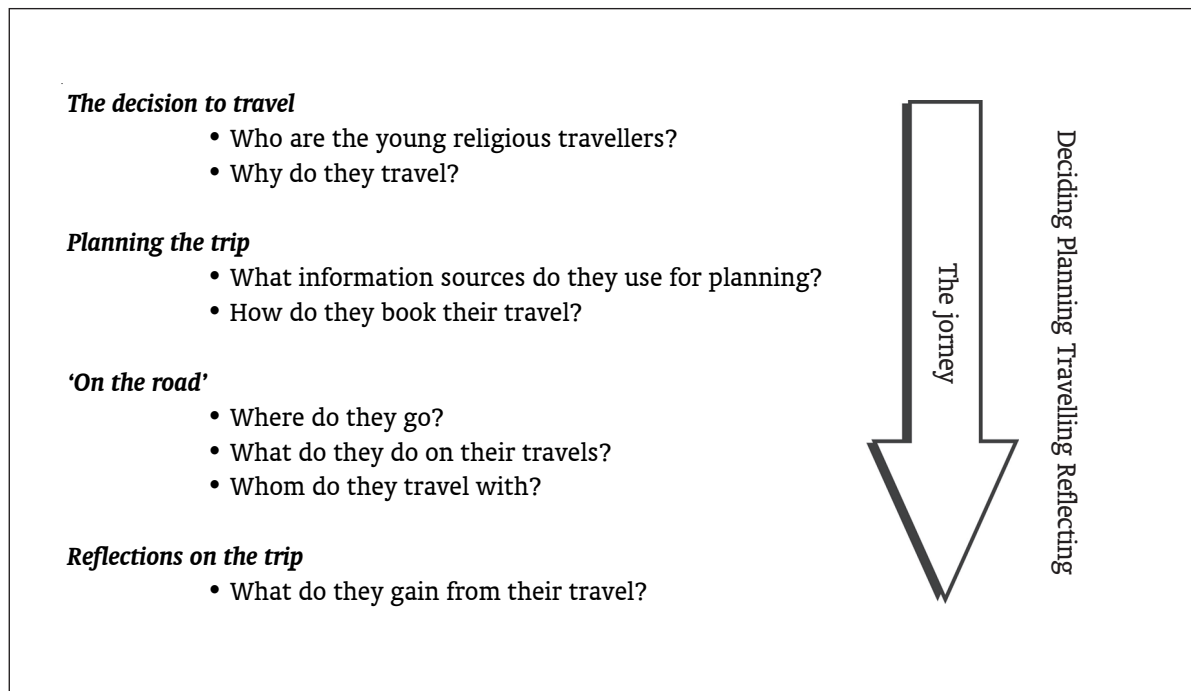 The decision to travel
• Who are the young religious travellers?
• Why do they travel?
Planning the trip
• What information sources do they use for planning?
• How do they book their travel?
‘On the road’
• Where do they go?
• What do they do on their travels?
• Whom do they travel with?
Reflections on the trip
• What do they gain from their travel?
The jorney
Deciding Planning Travelling Reflecting